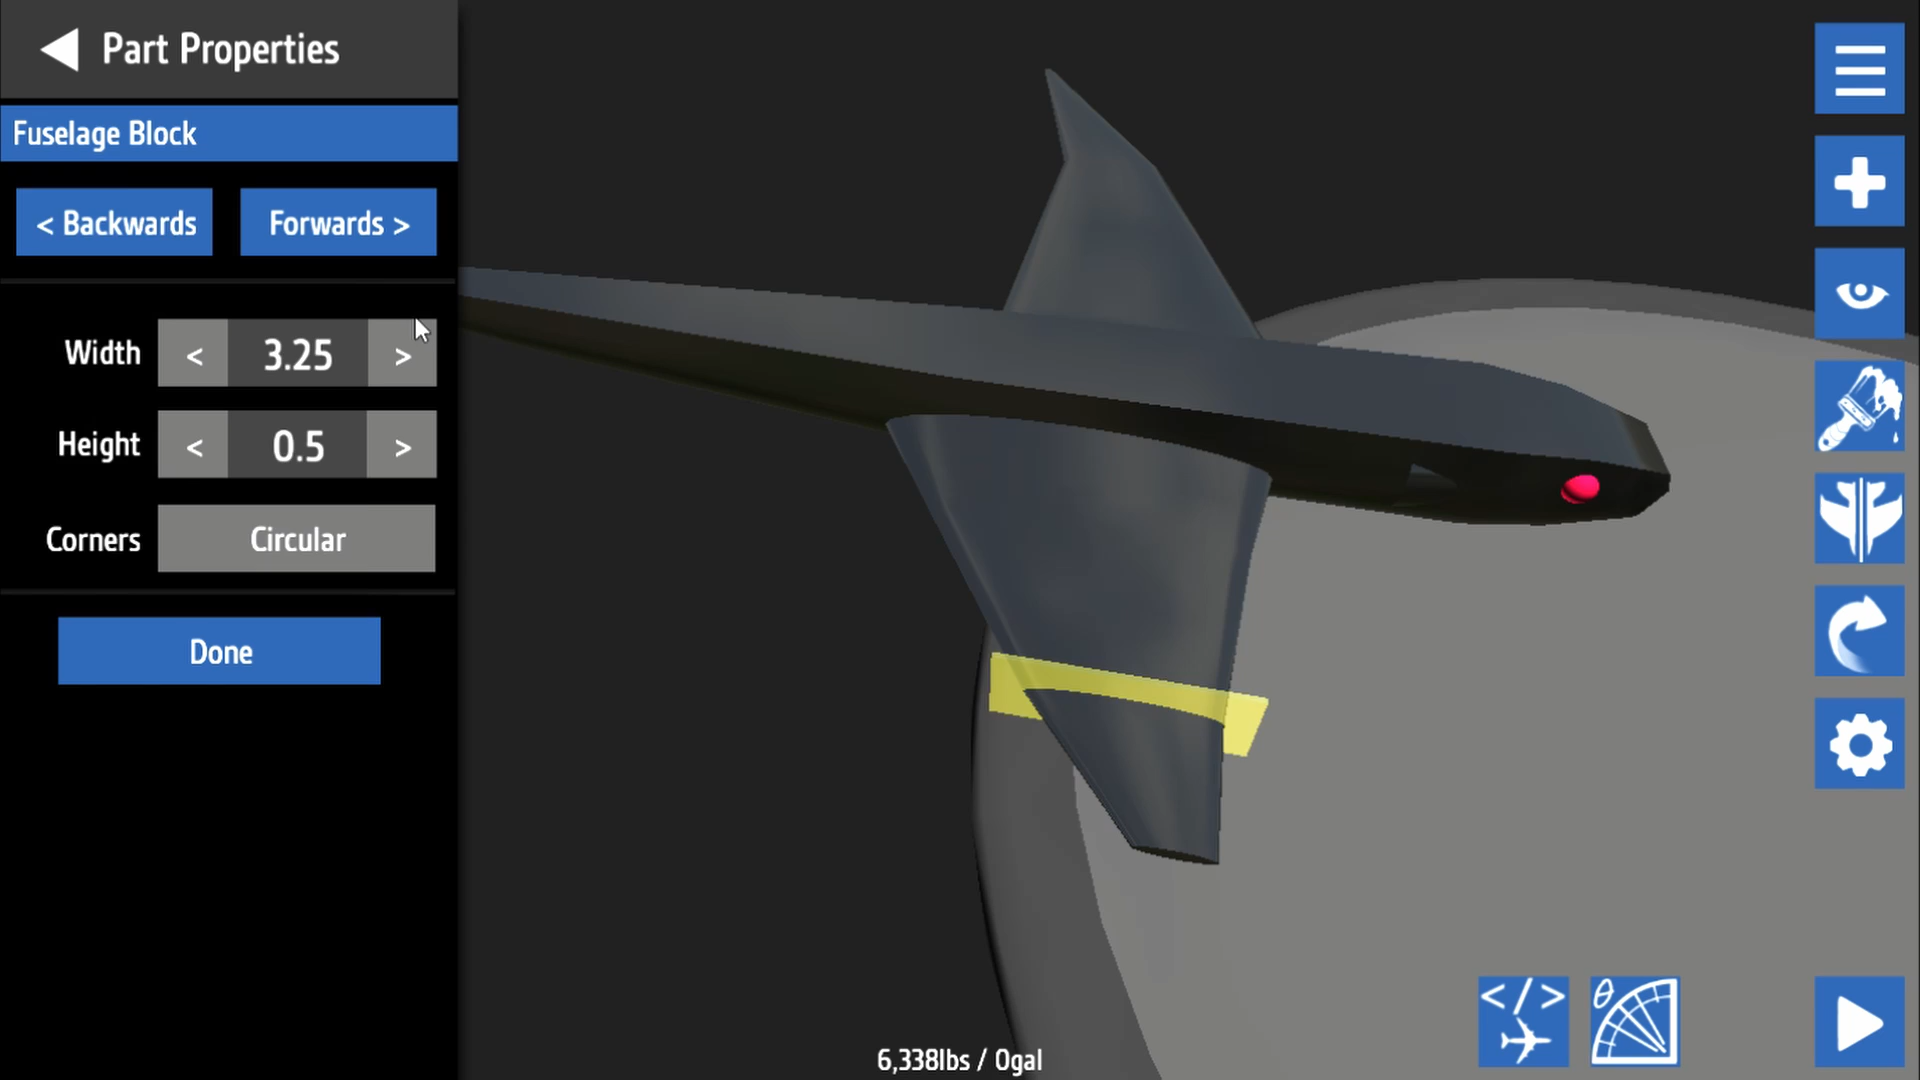 Part Properties
Fuselage Block
< Backwards
Forwards >
Width < 3.25 >
Height < 0.5 >
Corners Circular
Done
</>
θ
6,338lbs / 0gal